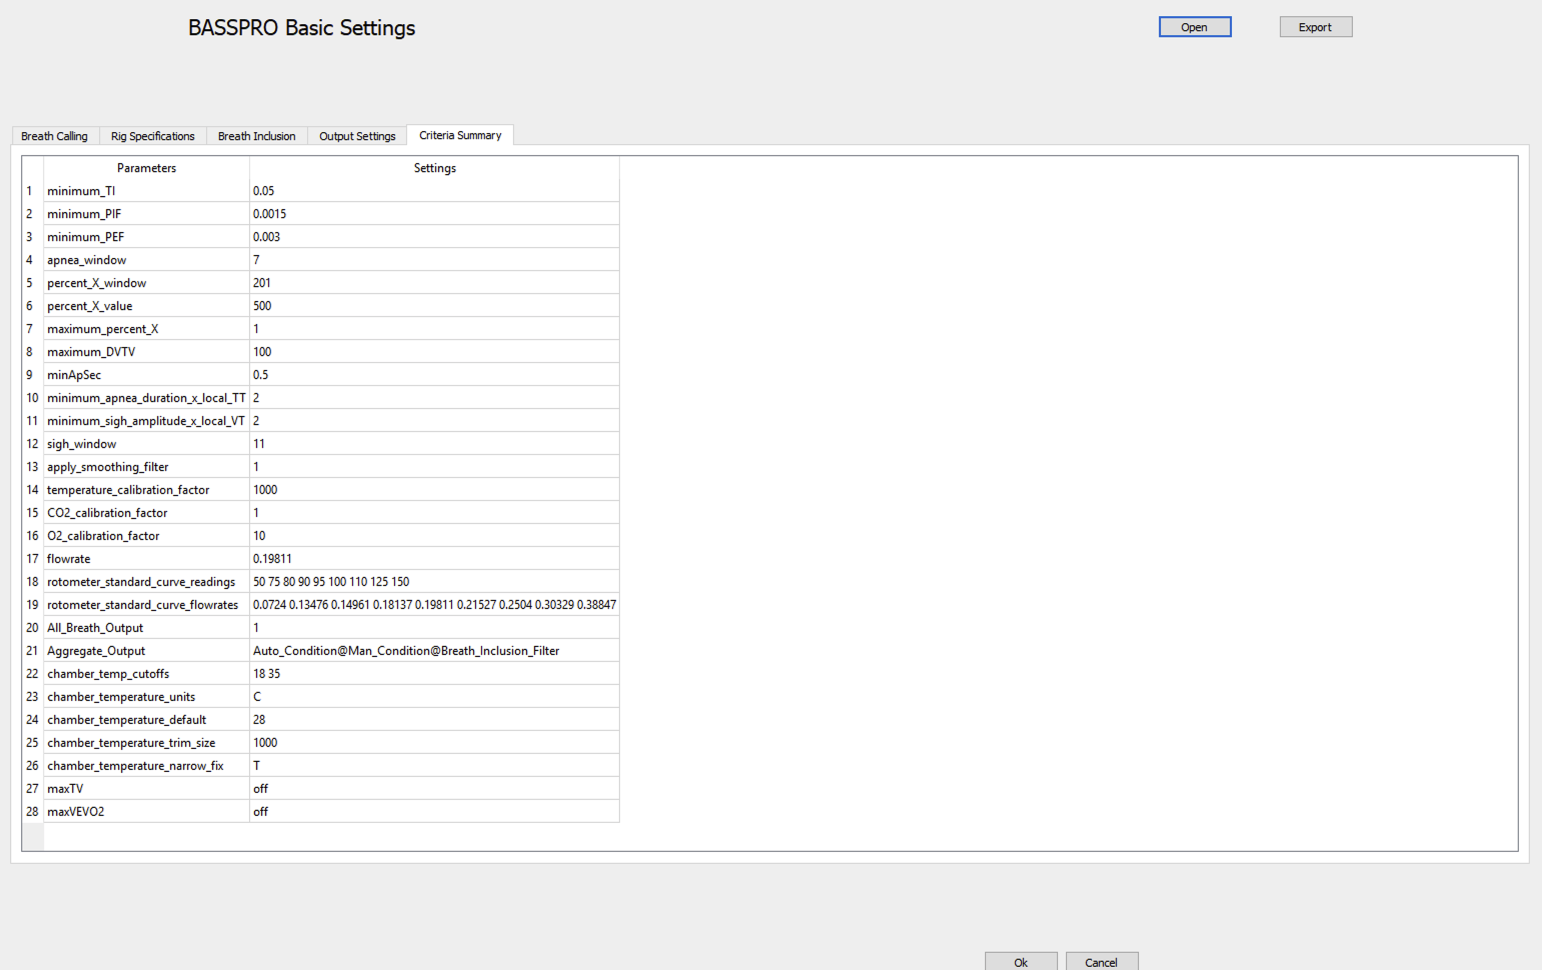 BASSPRO Basic Settings
Open Export
Breath Calling Rig Specifications Breath Inclusion Output Settings Criteria Summary
Parameters Settings
1 minimum_TI 0.05
2 minimum_PIF 0.0015
3 minimum_PEF 0.003
4 apnea_window 7
5 percent_X_window 201
6 percent_X_value 500
7 maximum_percent_X 1
8 maximum_DVTV 100
9 minApSec 0.5
10 minimum_apnea_duration_x_local_TT 2
11 minimum_sigh_amplitude_x_local_VT 2
12 sigh_window 11
13 apply_smoothing_filter 1
14 temperature_calibration_factor 1000
15 CO2_calibration_factor 1
16 O2_calibration_factor 10
17 flowrate 0.19811
18 rotometer_standard_curve_readings 50 75 80 90 95 100 110 125 150
19 rotometer_standard_curve_flowrates 0.0724 0.13476 0.14961 0.18137 0.19811 0.21527 0.2504 0.30329 0.38847
20 All_Breath_Output 1
21 Aggregate_Output Auto_Condition@Man_Condition@Breath_Inclusion_Filter
22 chamber_temp_cutoffs 18 35
23 chamber_temperature_units C
24 chamber_temperature_default 28
25 chamber_temperature_trim_size 1000
26 chamber_temperature_narrow_fix T
27 maxTV off
28 maxVEVO2 off
Ok Cancel